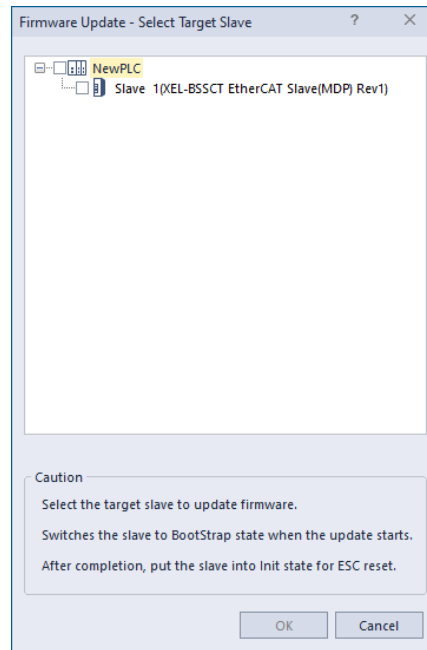 Firmware Update - Select Target Slave ?
NewPLC
Slave 1(XEL-BSSCT EtherCAT Slave(MDP) Rev1)
Caution
Select the target slave to update firmware.
Switches the slave to BootStrap state when the update starts.
After completion, put the slave into Init state for ESC reset.
OK Cancel